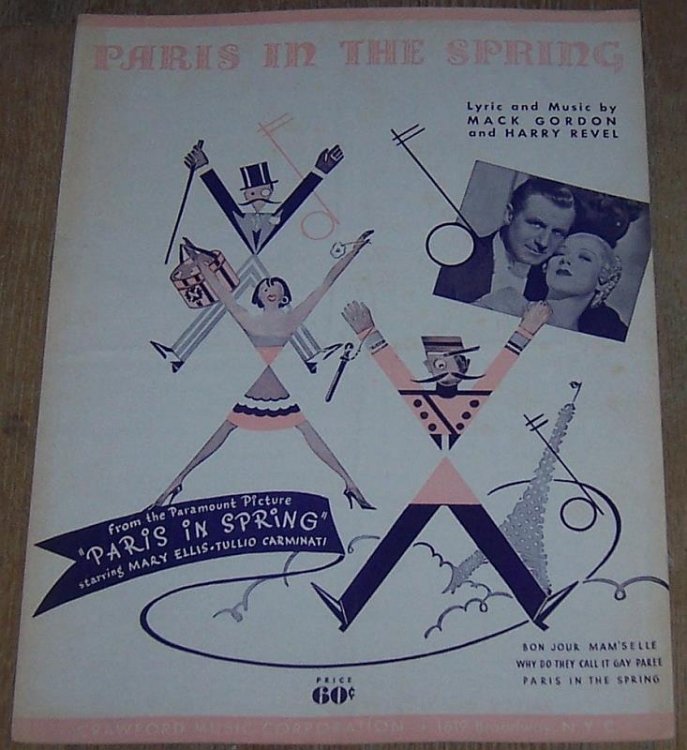 PARIS IN THE SPRING
Lyric and Music by
MACK GORDON
and HARRY REVEL
from the Paramount Picture
"PARIS IN SPRING"
starring MARY ELLIS - TULLIO CARMINATI
BON JOUR MAM'SELLE
WHY DO THEY CALL IT GAY PAREE
PARIS IN THE SPRING
PRICE
60¢
CRAWFORD MUSIC CORPORATION • 1619 Broadway, N.Y.C.